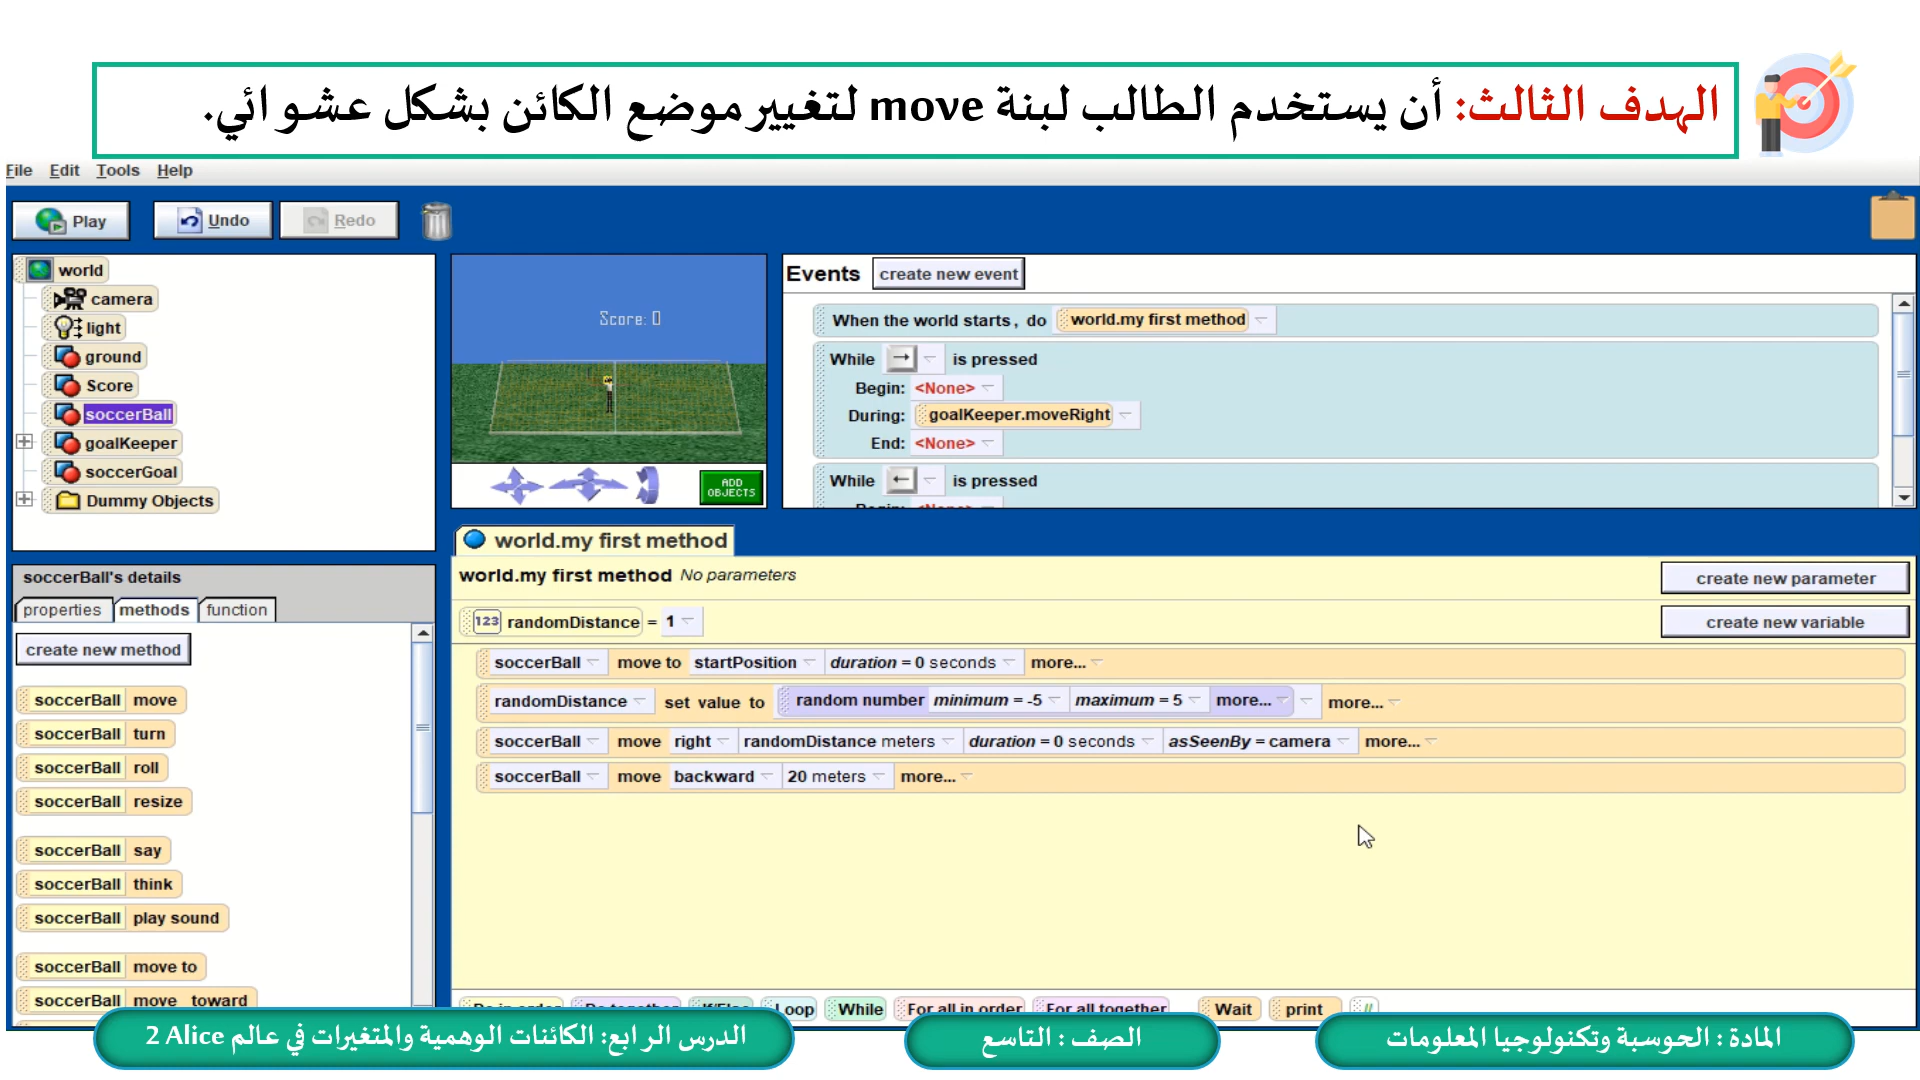 الهدف الثالث: أن يستخدم الطالب لبنة move لتغيير موضع الكائن بشكل عشوائي.
File Edit Tools Help
Play Undo Redo
world
camera
light
ground
Score
soccerBall
goalKeeper
soccerGoal
Dummy Objects
Score: 0
ADD OBJECTS
Events create new event
When the world starts, do world.my first method
While → is pressed
Begin: <None>
During: goalKeeper.moveRight
End: <None>
While ← is pressed
soccerBall's details
properties methods function
create new method
soccerBall move
soccerBall turn
soccerBall roll
soccerBall resize
soccerBall say
soccerBall think
soccerBall play sound
soccerBall move to
soccerBall move toward
world.my first method
world.my first method No parameters
create new parameter
123 randomDistance = 1
create new variable
soccerBall move to startPosition duration = 0 seconds more...
randomDistance set value to random number minimum = -5 maximum = 5 more... more...
soccerBall move right randomDistance meters duration = 0 seconds asSeenBy = camera more...
soccerBall move backward 20 meters more...
Do in order Do together If/Else Loop While For all in order For all together Wait print //
المادة : الحوسبة وتكنولوجيا المعلومات
الصف : التاسع
الدرس الرابع: الكائنات الوهمية والمتغيرات في عالم Alice 2